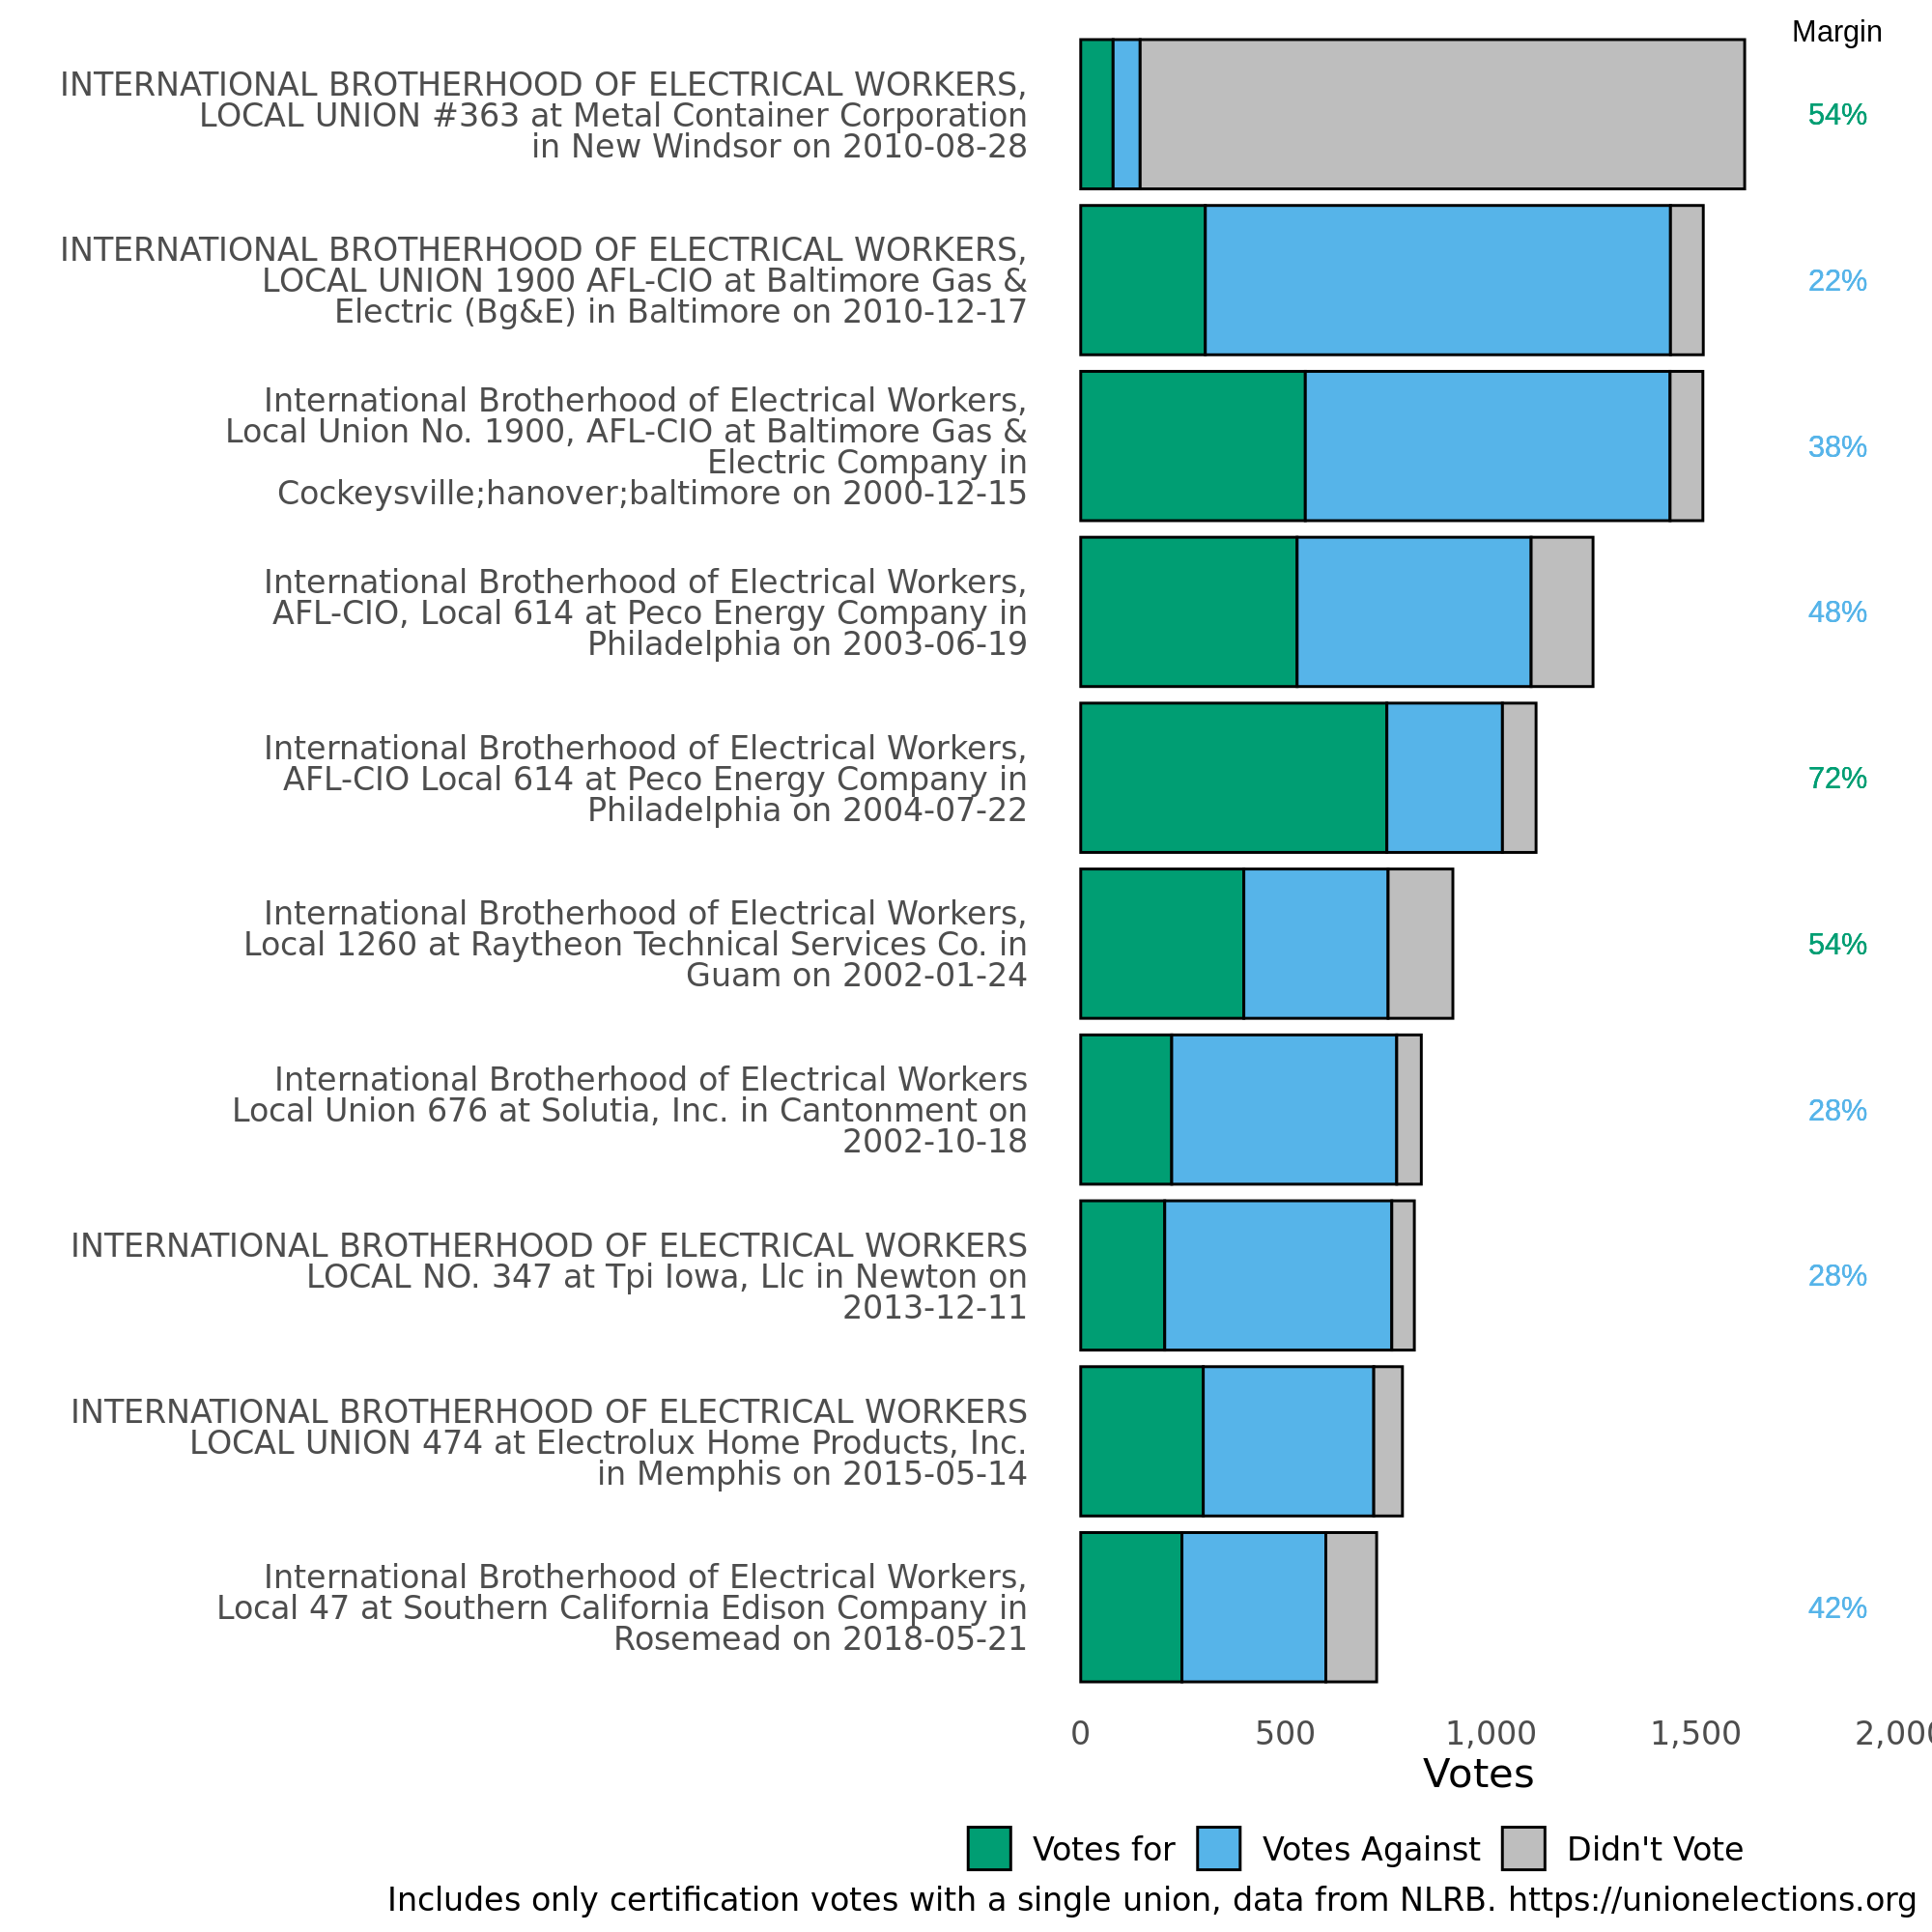 Margin
INTERNATIONAL BROTHERHOOD OF ELECTRICAL WORKERS,
LOCAL UNION #363 at Metal Container Corporation
in New Windsor on 2010-08-28
54%
INTERNATIONAL BROTHERHOOD OF ELECTRICAL WORKERS,
LOCAL UNION 1900 AFL-CIO at Baltimore Gas &
Electric (Bg&E) in Baltimore on 2010-12-17
22%
International Brotherhood of Electrical Workers,
Local Union No. 1900, AFL-CIO at Baltimore Gas &
Electric Company in
Cockeysville;hanover;baltimore on 2000-12-15
38%
International Brotherhood of Electrical Workers,
AFL-CIO, Local 614 at Peco Energy Company in
Philadelphia on 2003-06-19
48%
International Brotherhood of Electrical Workers,
AFL-CIO Local 614 at Peco Energy Company in
Philadelphia on 2004-07-22
72%
International Brotherhood of Electrical Workers,
Local 1260 at Raytheon Technical Services Co. in
Guam on 2002-01-24
54%
International Brotherhood of Electrical Workers
Local Union 676 at Solutia, Inc. in Cantonment on
2002-10-18
28%
INTERNATIONAL BROTHERHOOD OF ELECTRICAL WORKERS
LOCAL NO. 347 at Tpi Iowa, Llc in Newton on
2013-12-11
28%
INTERNATIONAL BROTHERHOOD OF ELECTRICAL WORKERS
LOCAL UNION 474 at Electrolux Home Products, Inc.
in Memphis on 2015-05-14
International Brotherhood of Electrical Workers,
Local 47 at Southern California Edison Company in
Rosemead on 2018-05-21
42%
0 500 1,000 1,500
Votes
Votes for Votes Against Didn't Vote
Includes only certification votes with a single union, data from NLRB. https://unionelections.org